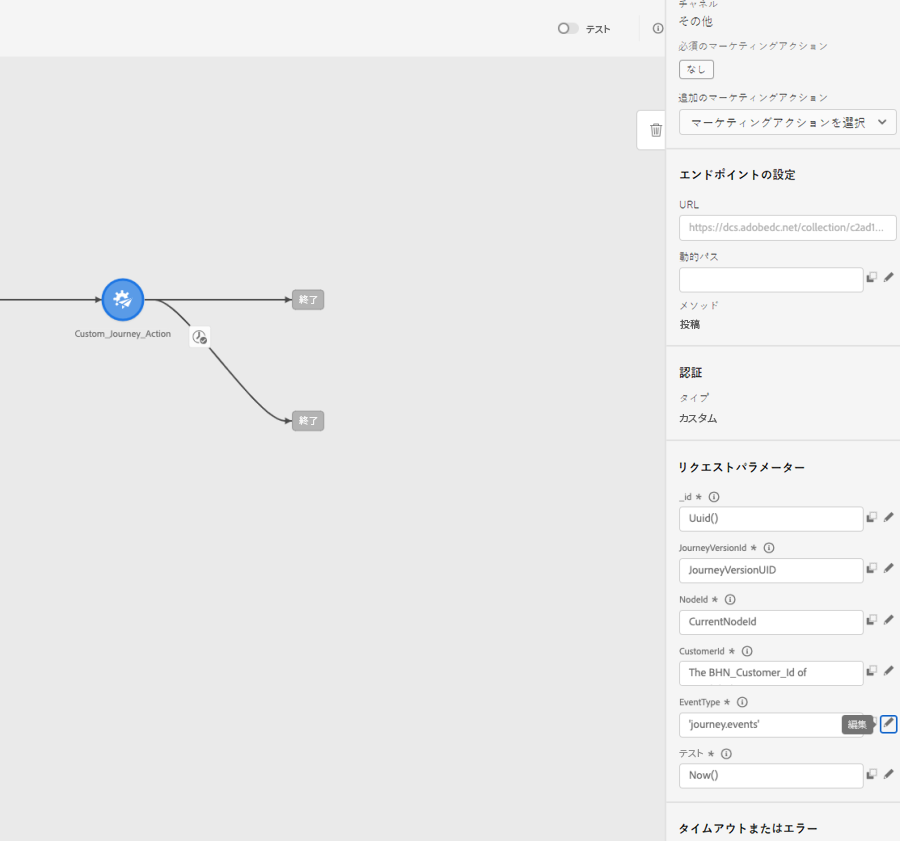 チャネル
その他
テスト
必須のマーケティングアクション
なし
追加のマーケティングアクション
マーケティングアクションを選択
エンドポイントの設定
URL
https://dcs.adobedc.net/collection/c2ad1...
動的パス
メソッド
投稿
終了
Custom_Journey_Action
終了
認証
タイプ
カスタム
リクエストパラメーター
_id *
Uuid()
JourneyVersionId *
JourneyVersionUID
NodeId *
CurrentNodeId
CustomerId *
The BHN_Customer_Id of
EventType *
'journey.events'
編集
テスト *
Now()
タイムアウトまたはエラー